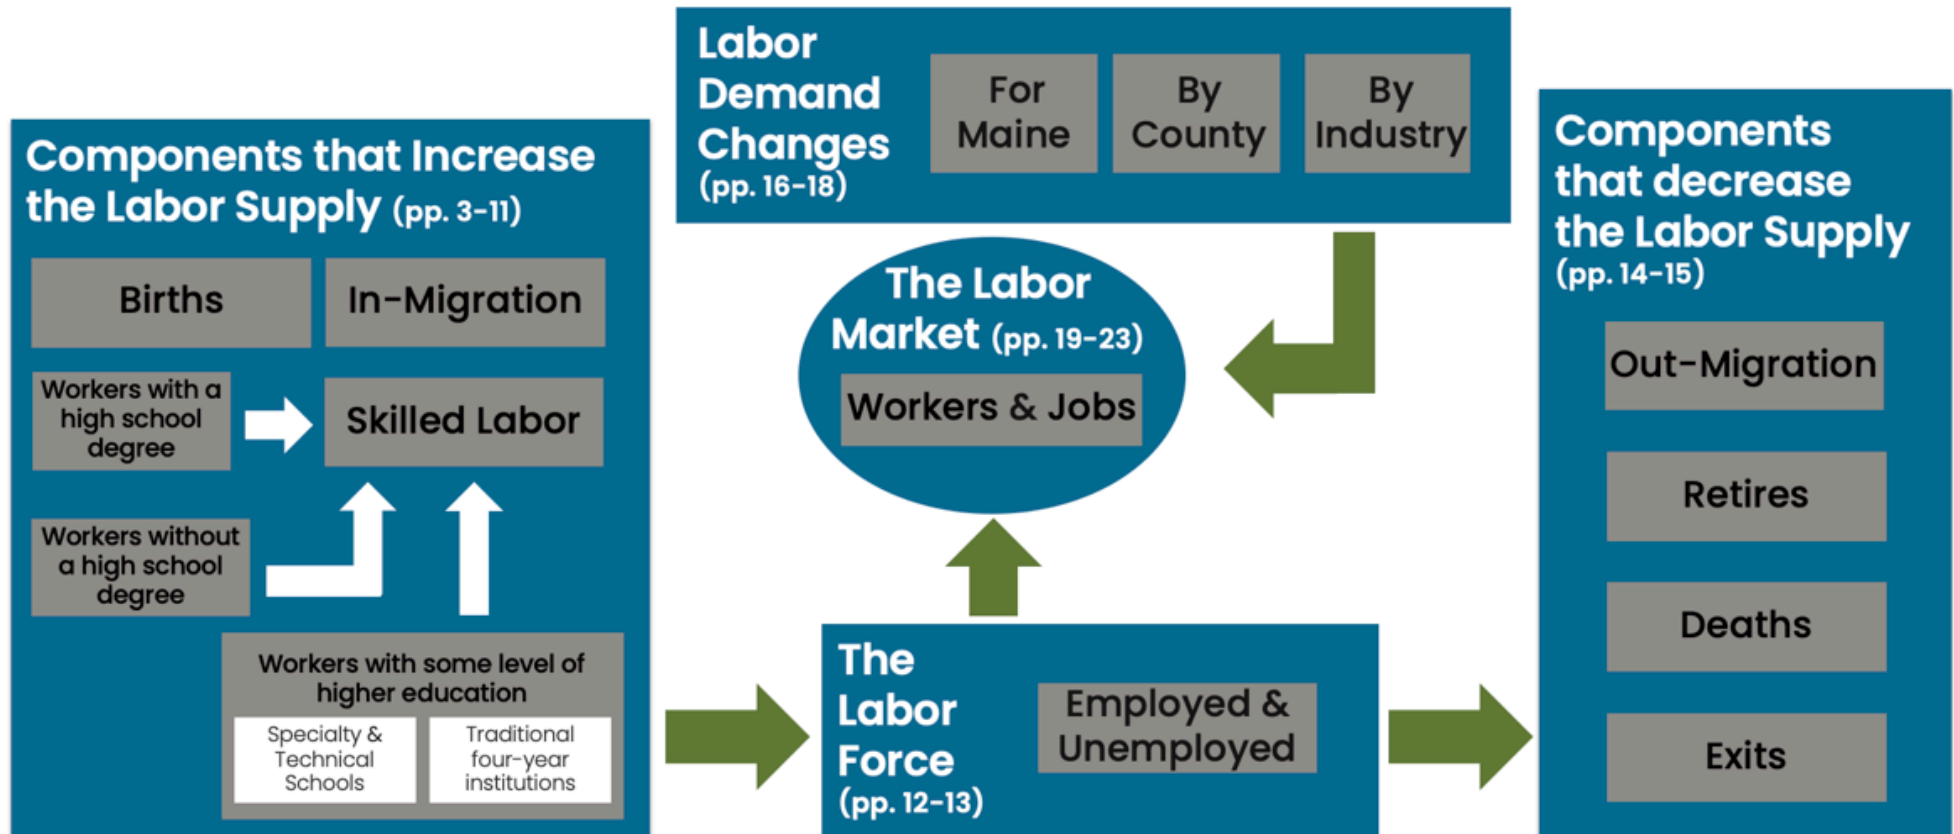 Labor
Demand
Changes
(pp. 16-18)
For
Maine
By
County
By
Industry
Components that Increase
the Labor Supply (pp. 3-11)
Births
In-Migration
Workers with a
high school
degree
Skilled Labor
Workers without
a high school
degree
Workers with some level of
higher education
Specialty &
Technical
Schools
Traditional
four-year
institutions
The Labor
Market (pp. 19-23)
Workers & Jobs
The
Labor
Force
(pp. 12-13)
Employed &
Unemployed
Components
that decrease
the Labor Supply
(pp. 14-15)
Out-Migration
Retires
Deaths
Exits